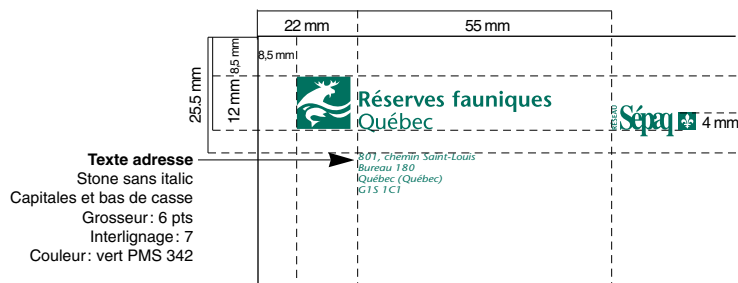 22 mm
55 mm
8,5 mm
8,5 mm
25.5 mm
12 mm
Réserves fauniques
Québec
RÉSEAU
Sépaq
4 mm
Texte adresse
Stone sans italic
Capitales et bas de casse
Grosseur : 6 pts
Interlignage : 7
Couleur : vert PMS 342
801, chemin Saint-Louis
Bureau 180
Québec (Québec)
G1S 1C1